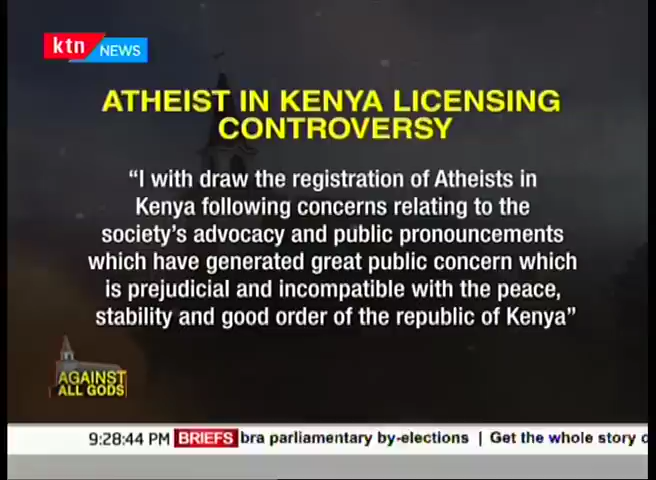 ktn NEWS
ATHEIST IN KENYA LICENSING
CONTROVERSY
“I with draw the registration of Atheists in
Kenya following concerns relating to the
society’s advocacy and public pronouncements
which have generated great public concern which
is prejudicial and incompatible with the peace,
stability and good order of the republic of Kenya”
AGAINST
ALL GODS
9:28:44 PM BRIEFS bra parliamentary by-elections | Get the whole story